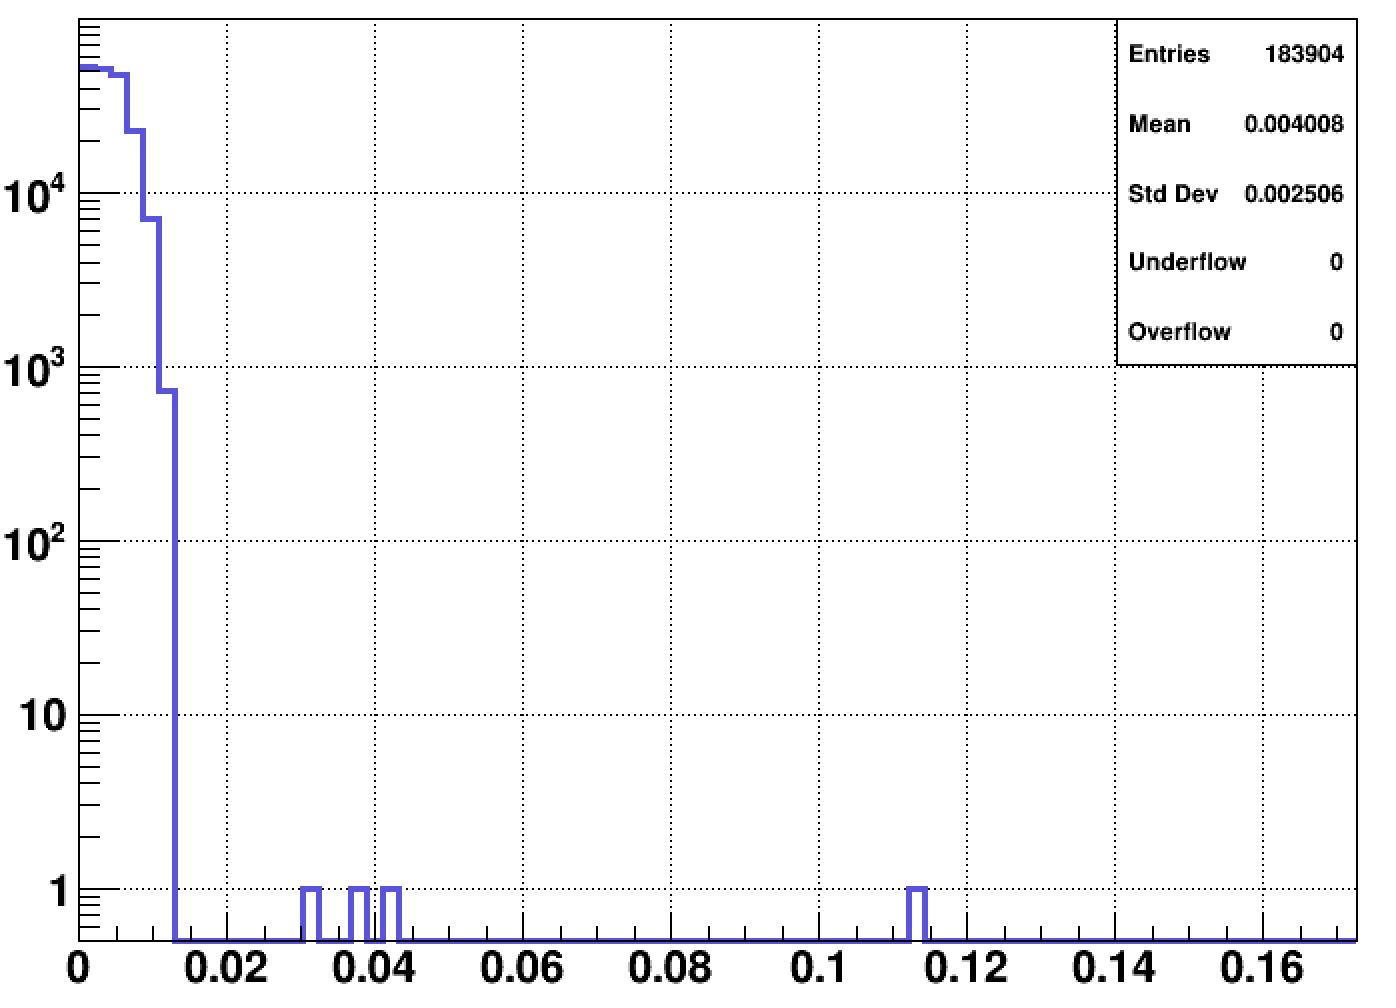 Entries 183904
Mean 0.004008
Std Dev 0.002506
Underflow 0
Overflow 0
10⁴
10³
10²
10
1
0 0.02 0.04 0.06 0.08 0.1 0.12 0.14 0.16